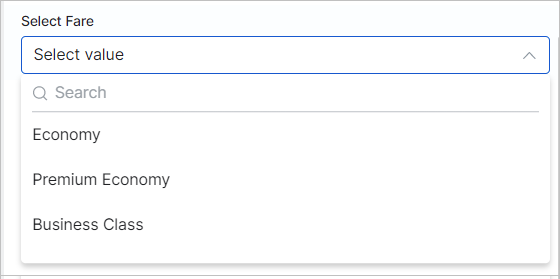 Select Fare
Select value
Search
Economy
Premium Economy
Business Class